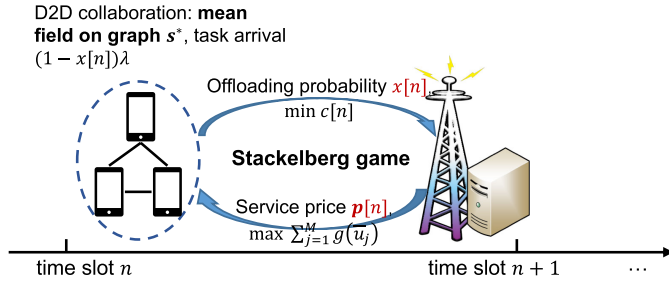 D2D collaboration: mean
field on graph 𝒔*, task arrival
(1 − x[n])λ
Offloading probability x[n],
min c[n]
Stackelberg game
Service price 𝒑[n],
max ∑_{j=1}^{M} g(\overline{u_j})
time slot n
time slot n + 1
⋯